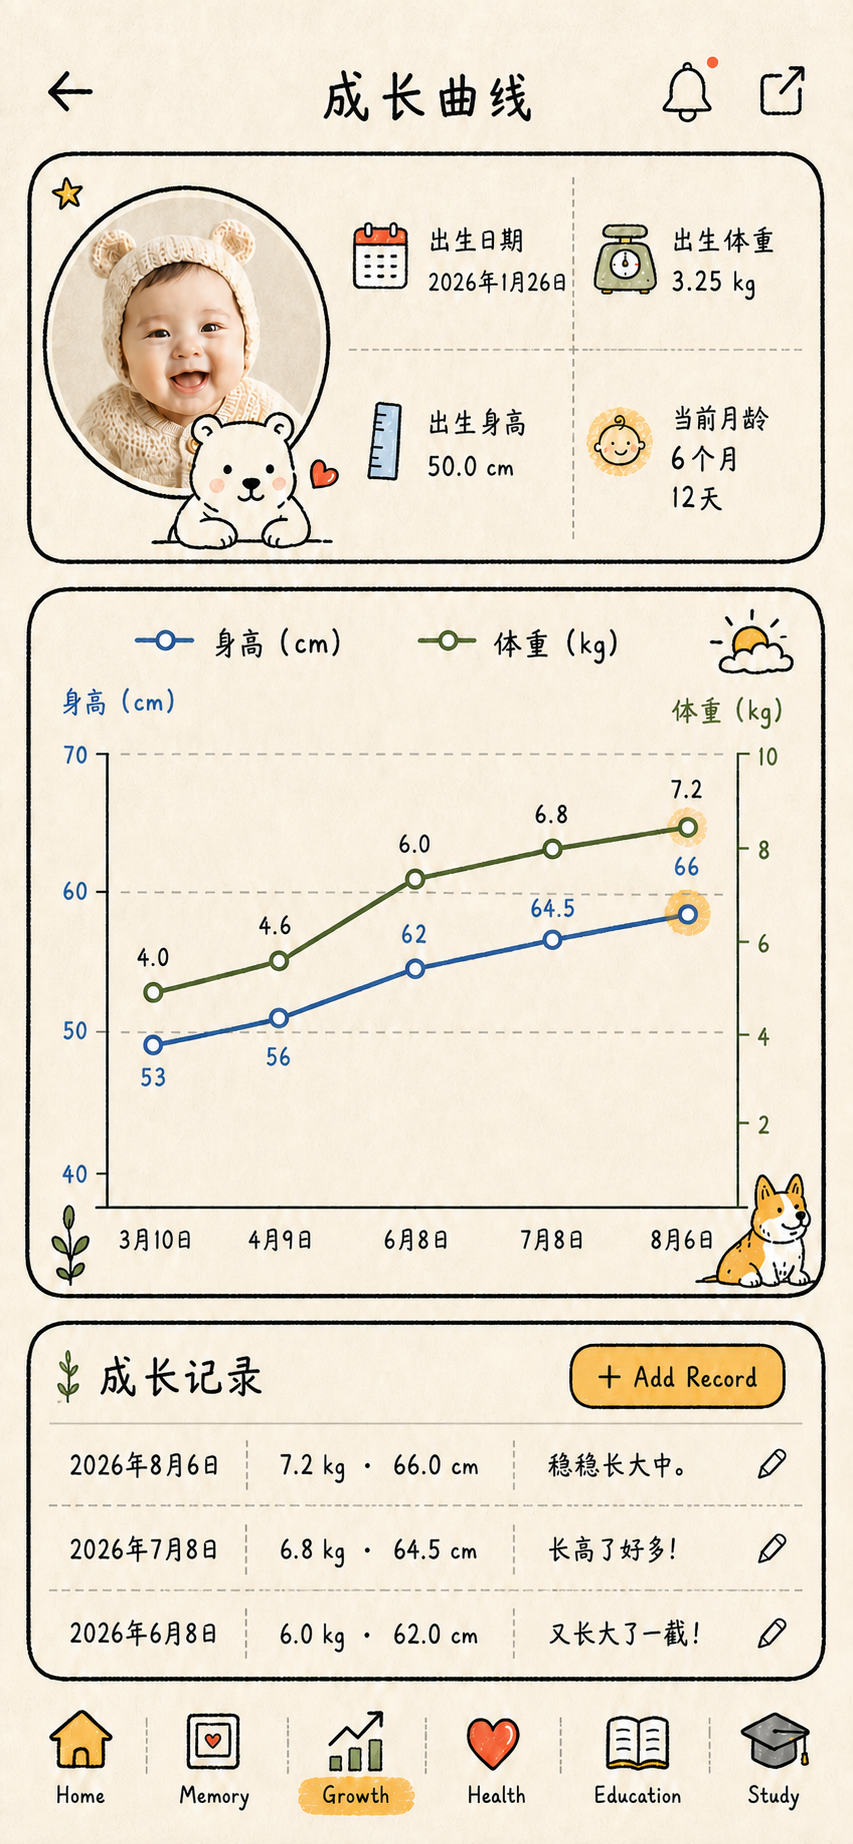 成长曲线
出生日期
2026年1月26日
出生体重
3.25 kg
出生身高
50.0 cm
当前月龄
6个月
12天
身高 (cm)
体重 (kg)
身高 (cm)
体重 (kg)
70
60
50
40
10
8
6
4
2
4.0
4.6
6.0
6.8
7.2
53
56
62
64.5
66
3月10日
4月9日
6月8日
7月8日
8月6日
成长记录
+ Add Record
2026年8月6日
7.2 kg · 66.0 cm
稳稳长大中。
2026年7月8日
6.8 kg · 64.5 cm
长高了好多！
2026年6月8日
6.0 kg · 62.0 cm
又长大了一截！
Home
Memory
Growth
Health
Education
Study